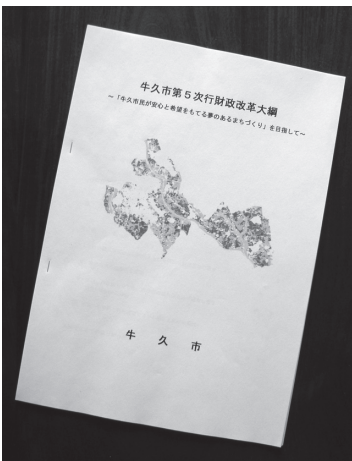 牛久市第5次行財政改革大綱
～「牛久市民が安心と希望をもてる夢のあるまちづくり」を目指して～
牛久市